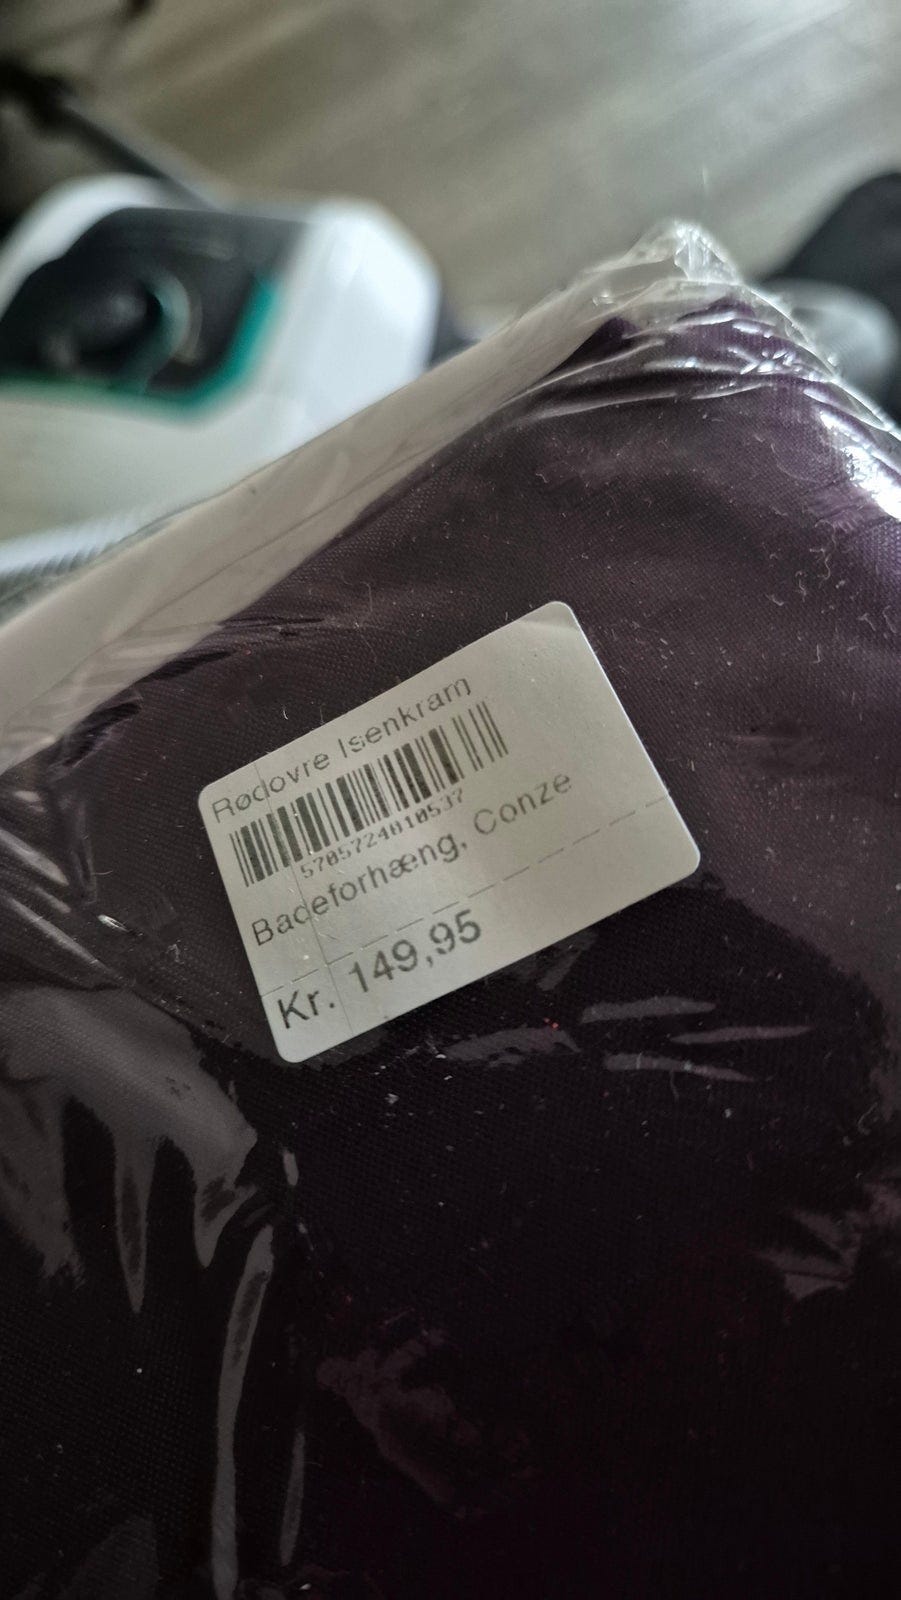 Rødovre Isenkram
5705724010537
Badeforhæng, Conze
Kr. 149,95